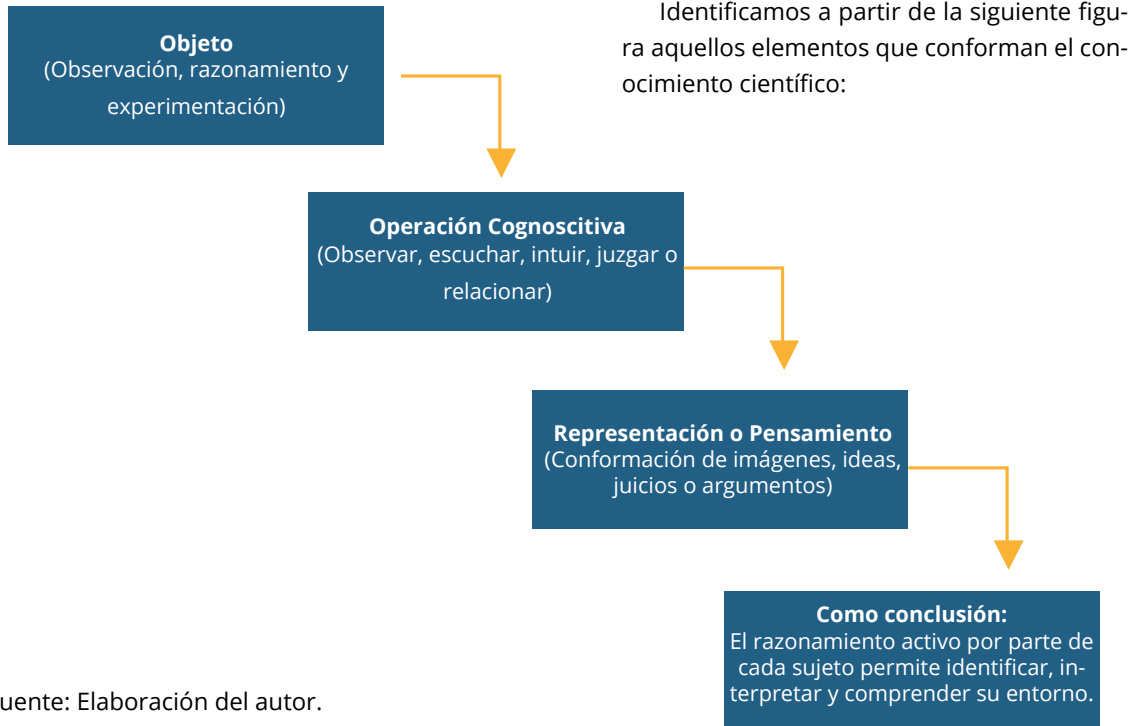 Identificamos a partir de la siguiente figu-
ra aquellos elementos que conforman el con-
ocimiento científico:
Objeto
(Observación, razonamiento y
experimentación)
Operación Cognoscitiva
(Observar, escuchar, intuir, juzgar o
relacionar)
Representación o Pensamiento
(Conformación de imágenes, ideas,
juicios o argumentos)
Como conclusión:
El razonamiento activo por parte de
cada sujeto permite identificar, in-
terpretar y comprender su entorno.
uente: Elaboración del autor.